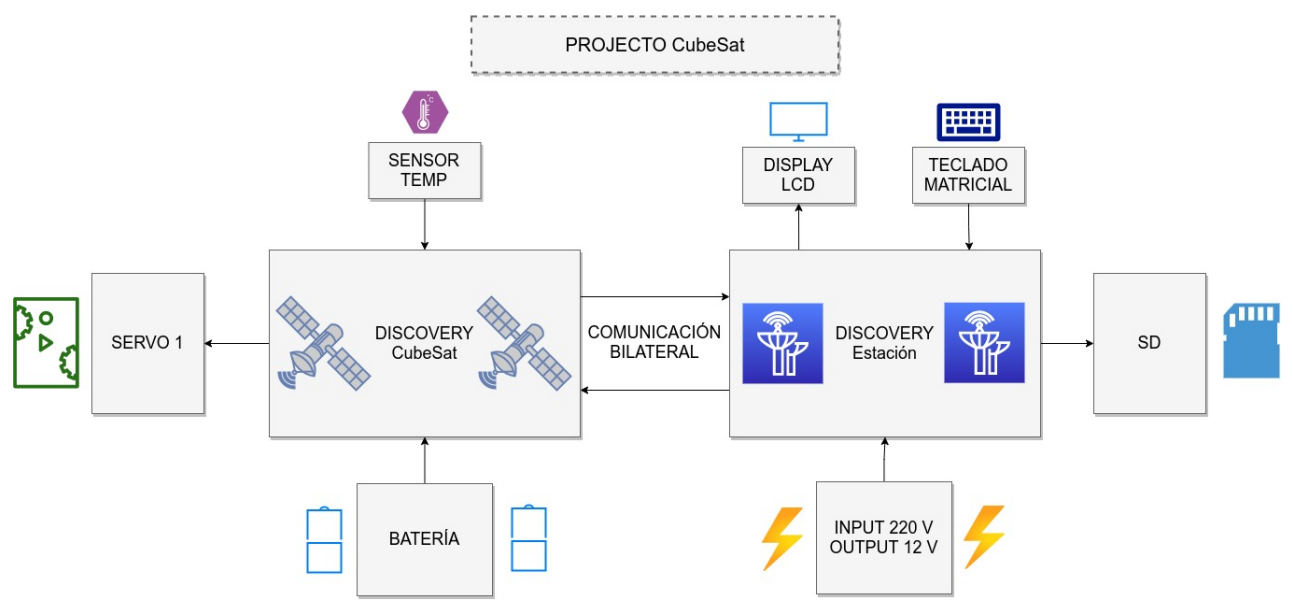 PROJECTO CubeSat
SENSOR
TEMP
DISPLAY
LCD
TECLADO
MATRICIAL
SERVO 1
DISCOVERY
CubeSat
COMUNICACIÓN
BILATERAL
DISCOVERY
Estación
SD
BATERÍA
INPUT 220 V
OUTPUT 12 V